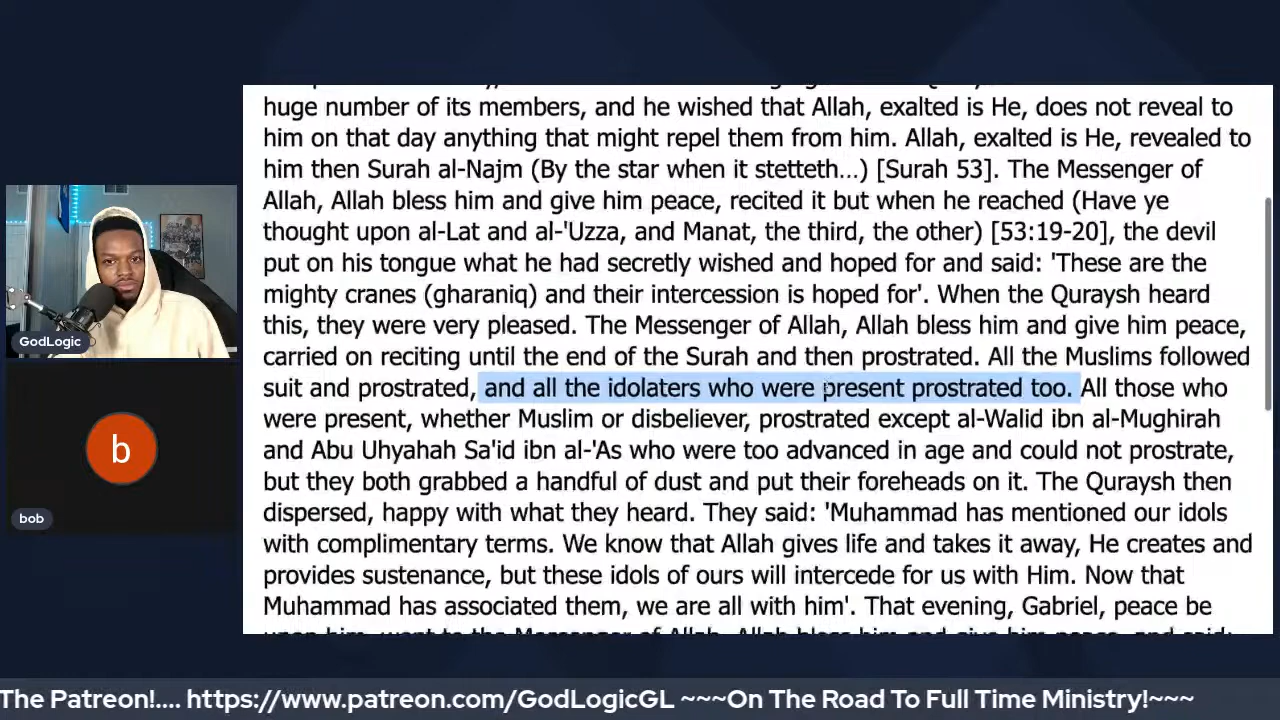 huge number of its members, and he wished that Allah, exalted is He, does not reveal to
him on that day anything that might repel them from him. Allah, exalted is He, revealed to
him then Surah al-Najm (By the star when it stetteth...) [Surah 53]. The Messenger of
Allah, Allah bless him and give him peace, recited it but when he reached (Have ye
thought upon al-Lat and al-'Uzza, and Manat, the third, the other) [53:19-20], the devil
put on his tongue what he had secretly wished and hoped for and said: 'These are the
mighty cranes (gharaniq) and their intercession is hoped for'. When the Quraysh heard
this, they were very pleased. The Messenger of Allah, Allah bless him and give him peace,
carried on reciting until the end of the Surah and then prostrated. All the Muslims followed
suit and prostrated, and all the idolaters who were present prostrated too. All those who
were present, whether Muslim or disbeliever, prostrated except al-Walid ibn al-Mughirah
and Abu Uhyahah Sa'id ibn al-'As who were too advanced in age and could not prostrate,
but they both grabbed a handful of dust and put their foreheads on it. The Quraysh then
dispersed, happy with what they heard. They said: 'Muhammad has mentioned our idols
with complimentary terms. We know that Allah gives life and takes it away, He creates and
provides sustenance, but these idols of ours will intercede for us with Him. Now that
Muhammad has associated them, we are all with him'. That evening, Gabriel, peace be
GodLogic
b
bob
The Patreon!.... https://www.patreon.com/GodLogicGL ~~~On The Road To Full Time Ministry!~~~